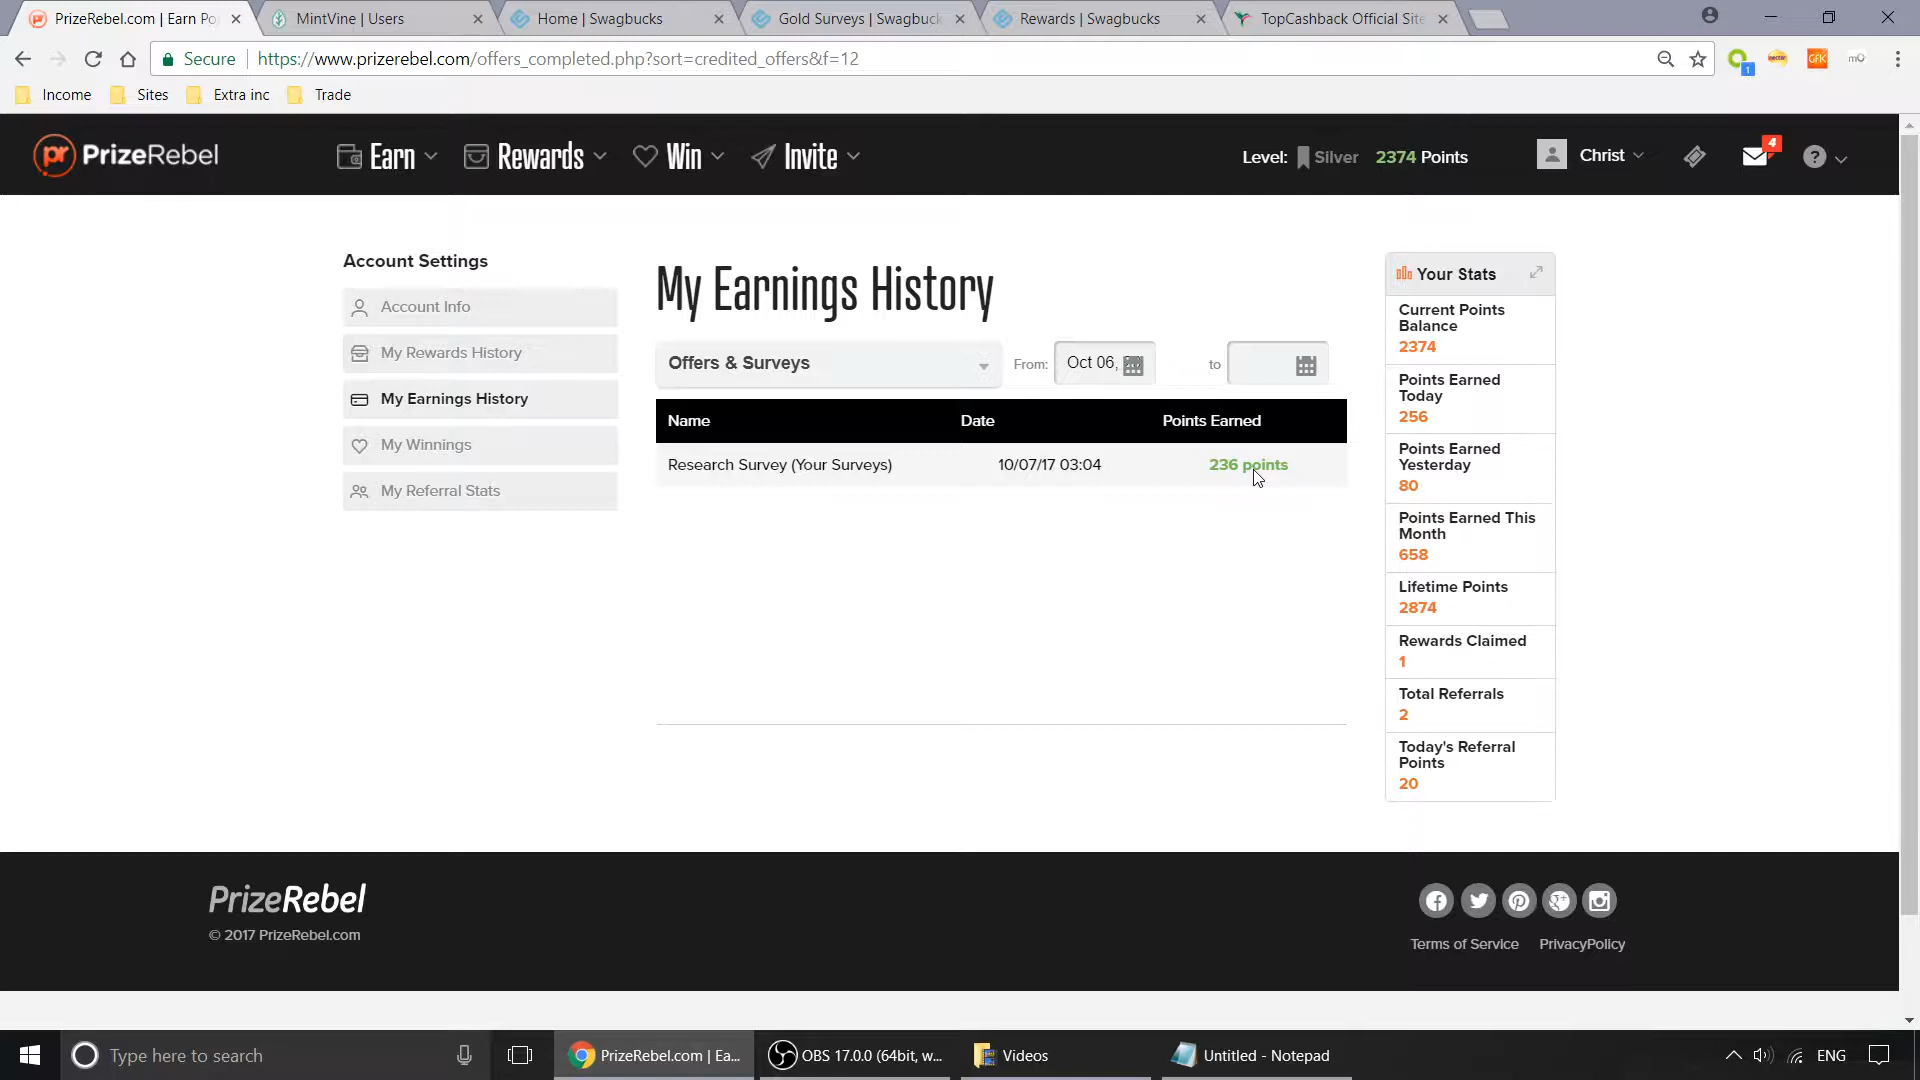 PrizeRebel.com | Earn Po
MintVine | Users
Home | Swagbucks
Gold Surveys | Swagbuck
Rewards | Swagbucks
TopCashback Official Site
Secure
https://www.prizerebel.com/offers_completed.php?sort=credited_offers&f=12
1
GfK
Income
Sites
Extra inc
Trade
pr PrizeRebel
Earn
Rewards
Win
Invite
Level: Silver 2374 Points
Christ
4
?
Account Settings
Account Info
My Rewards History
My Earnings History
My Winnings
My Referral Stats
My Earnings History
Offers & Surveys
From:
Oct 06,
to
Name
Date
Points Earned
Research Survey (Your Surveys)
10/07/17 03:04
236 points
Your Stats
Current Points
Balance
2374
Points Earned
Today
256
Points Earned
Yesterday
80
Points Earned This
Month
658
Lifetime Points
2874
Rewards Claimed
1
Total Referrals
2
Today's Referral
Points
20
PrizeRebel
© 2017 PrizeRebel.com
Terms of Service
PrivacyPolicy
Type here to search
PrizeRebel.com | Ea...
OBS 17.0.0 (64bit, w...
Videos
Untitled - Notepad
ENG